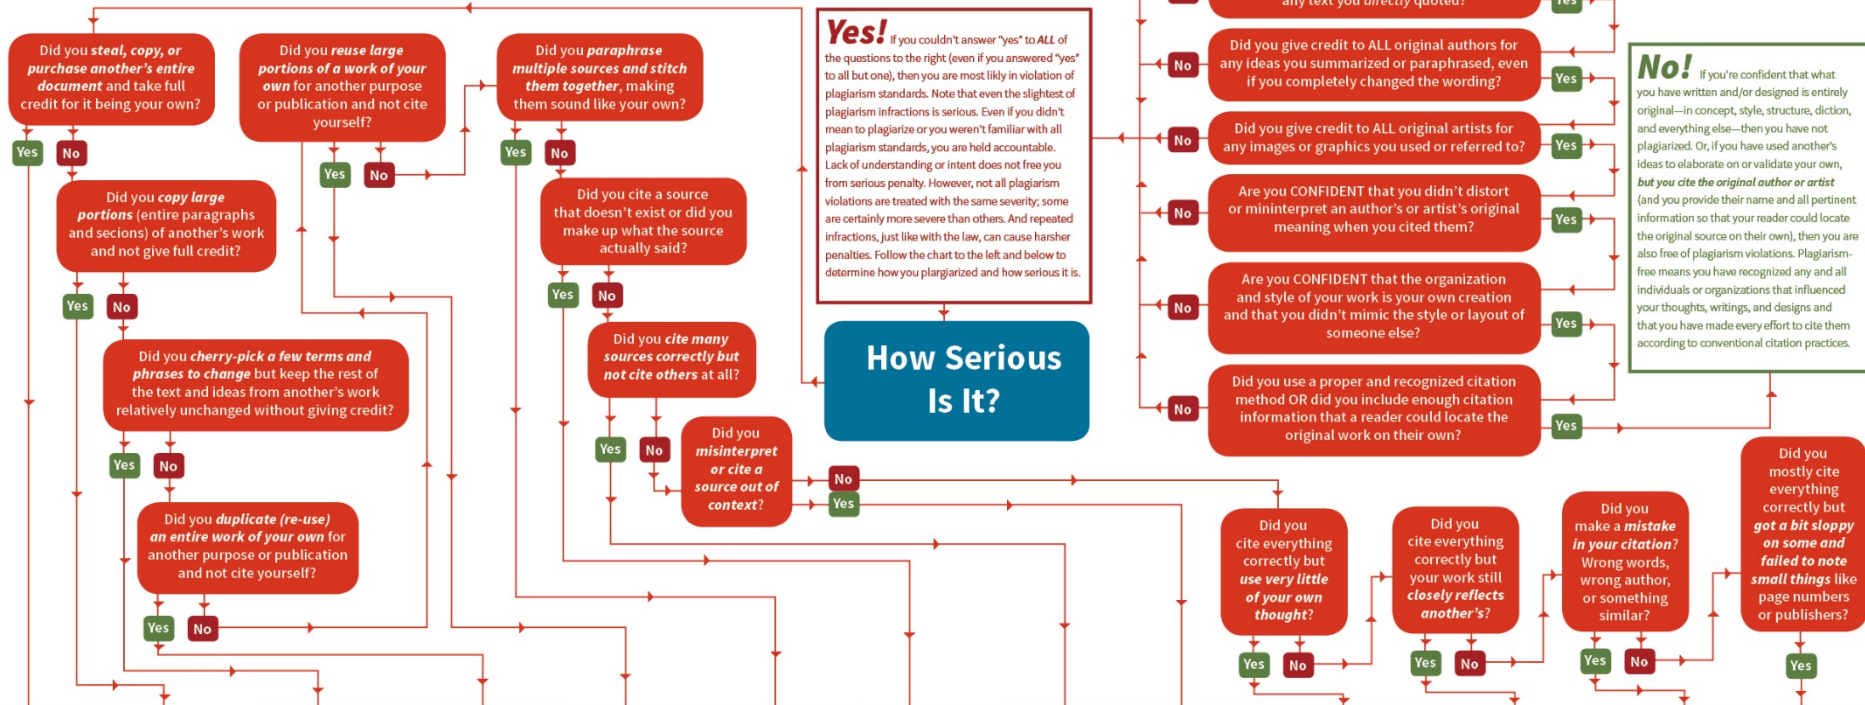 Did you steal, copy, or
purchase another's entire
document and take full
credit for it being your own?
Yes
No
Did you copy large
portions (entire paragraphs
and secions) of another's work
and not give full credit?
Yes
No
Did you cherry-pick a few terms and
phrases to change but keep the rest of
the text and ideas from another's work
relatively unchanged without giving credit?
Yes
No
Did you duplicate (re-use)
an entire work of your own for
another purpose or publication
and not cite yourself?
Yes
No
Did you reuse large
portions of a work of your
own for another purpose
or publication and not cite
yourself?
Yes
No
Did you paraphrase
multiple sources and stitch
them together, making
them sound like your own?
Yes
No
Did you cite a source
that doesn't exist or did you
make up what the source
actually said?
Yes
No
Did you cite many
sources correctly but
not cite others at all?
Yes
No
Did you
misinterpret
or cite a
source out of
context?
No
Yes
Yes! If you couldn't answer "yes" to ALL of
the questions to the right (even if you answered "yes"
to all but one), then you are most likly in violation of
plagiarism standards. Note that even the slightest of
plagiarism infractions is serious. Even if you didn't
mean to plagiarize or you weren't familiar with all
plagiarism standards, you are held accountable.
Lack of understanding or intent does not free you
from serious penalty. However, not all plagiarism
violations are treated with the same severity; some
are certainly more severe than others. And repeated
infractions, just like with the law, can cause harsher
penalties. Follow the chart to the left and below to
determine how you plargiarized and how serious it is.
How Serious
Is It?
any text you directly quoted?
No
Yes
Did you give credit to ALL original authors for
any ideas you summarized or paraphrased, even
if you completely changed the wording?
No
Yes
Did you give credit to ALL original artists for
any images or graphics you used or referred to?
No
Yes
Are you CONFIDENT that you didn't distort
or mininterpret an author's or artist's original
meaning when you cited them?
No
Yes
Are you CONFIDENT that the organization
and style of your work is your own creation
and that you didn't mimic the style or layout of
someone else?
No
Yes
Did you use a proper and recognized citation
method OR did you include enough citation
information that a reader could locate the
original work on their own?
No
Yes
No! If you're confident that what
you have written and/or designed is entirely
original—in concept, style, structure, diction,
and everything else—then you have not
plagiarized. Or, if you have used another's
ideas to elaborate on or validate your own,
but you cite the original author or artist
(and you provide their name and all pertinent
information so that your reader could locate
the original source on their own), then you are
also free of plagiarism violations. Plagiarism-
free means you have recognized any and all
individuals or organizations that influenced
your thoughts, writings, and designs and
that you have made every effort to cite them
according to conventional citation practices.
Did you
cite everything
correctly but
use very little
of your own
thought?
Yes
No
Did you
cite everything
correctly but
your work still
closely reflects
another's?
Yes
No
Did you
make a mistake
in your citation?
Wrong words,
wrong author,
or something
similar?
Yes
No
Did you
mostly cite
everything
correctly but
got a bit sloppy
on some and
failed to note
small things like
page numbers
or publishers?
Yes